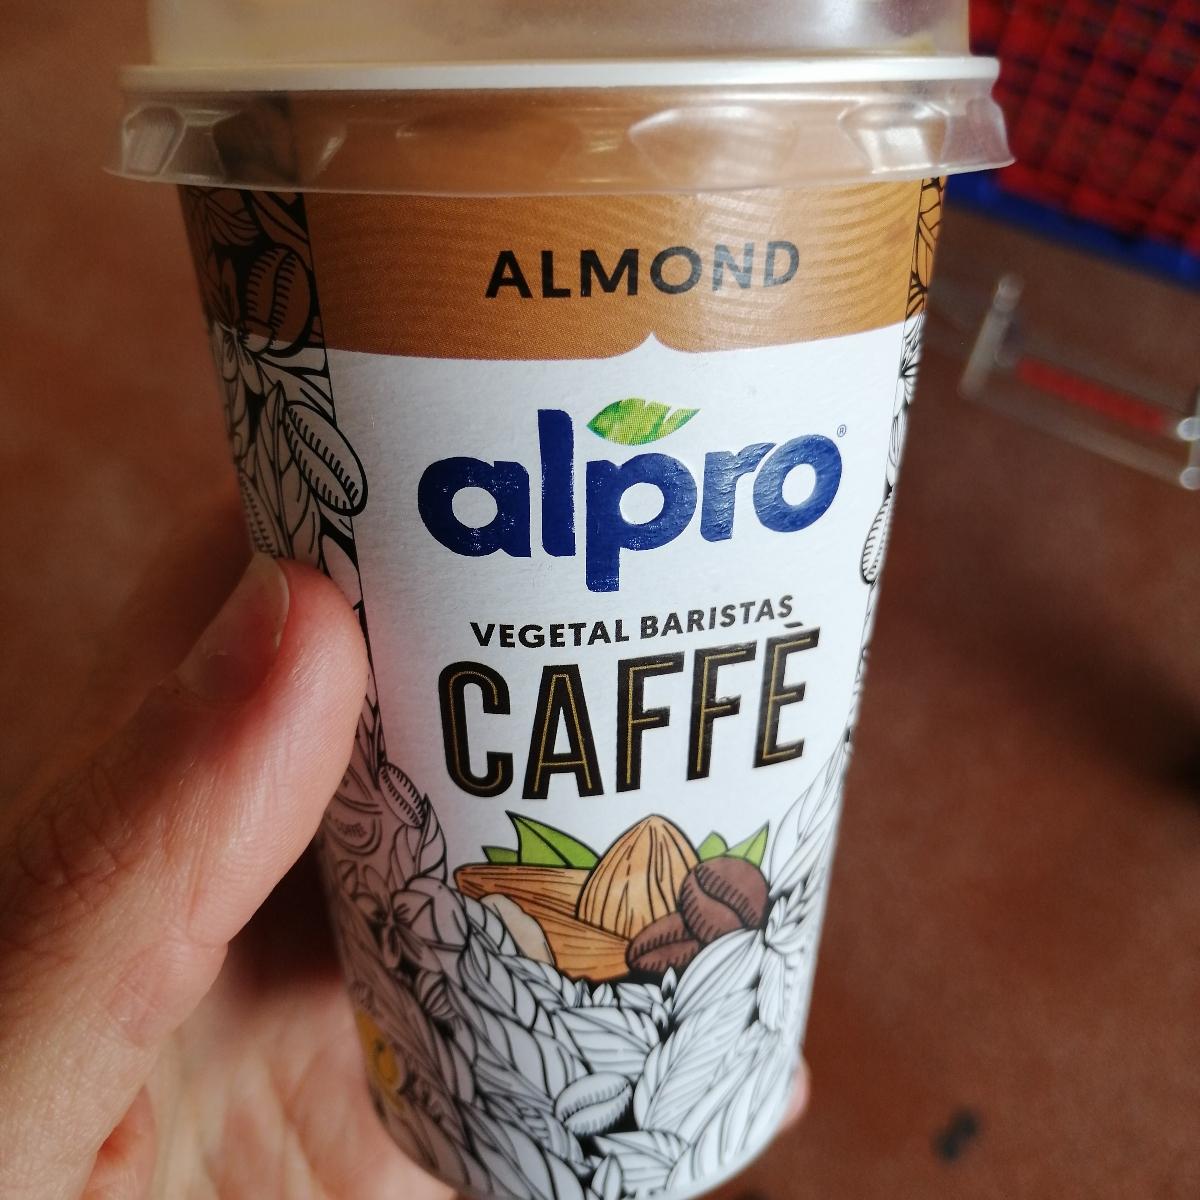 ALMOND
alpro®
VEGETAL BARISTAS
CAFFÈ